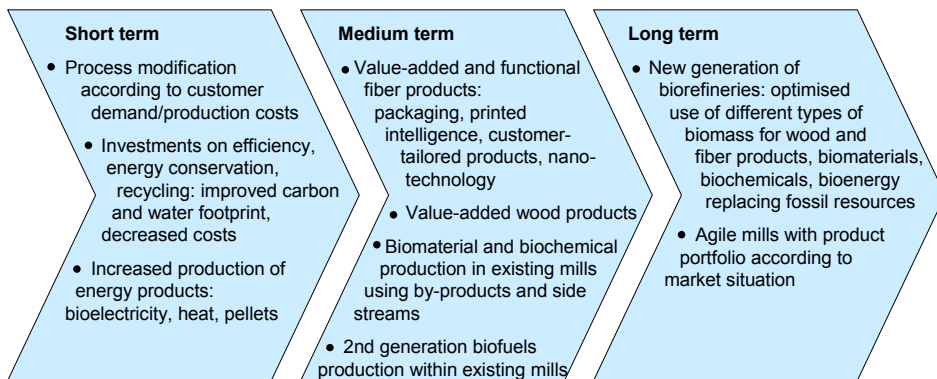 Short term
• Process modification
according to customer
demand/production costs
• Investments on efficiency,
energy conservation,
recycling: improved carbon
and water footprint,
decreased costs
• Increased production of
energy products:
bioelectricity, heat, pellets
Medium term
• Value-added and functional
fiber products:
packaging, printed
intelligence, customer-
tailored products, nano-
technology
• Value-added wood products
• Biomaterial and biochemical
production in existing mills
using by-products and side
streams
• 2nd generation biofuels
production within existing mills
Long term
• New generation of
biorefineries: optimised
use of different types of
biomass for wood and
fiber products, biomaterials,
biochemicals, bioenergy
replacing fossil resources
• Agile mills with product
portfolio according to
market situation